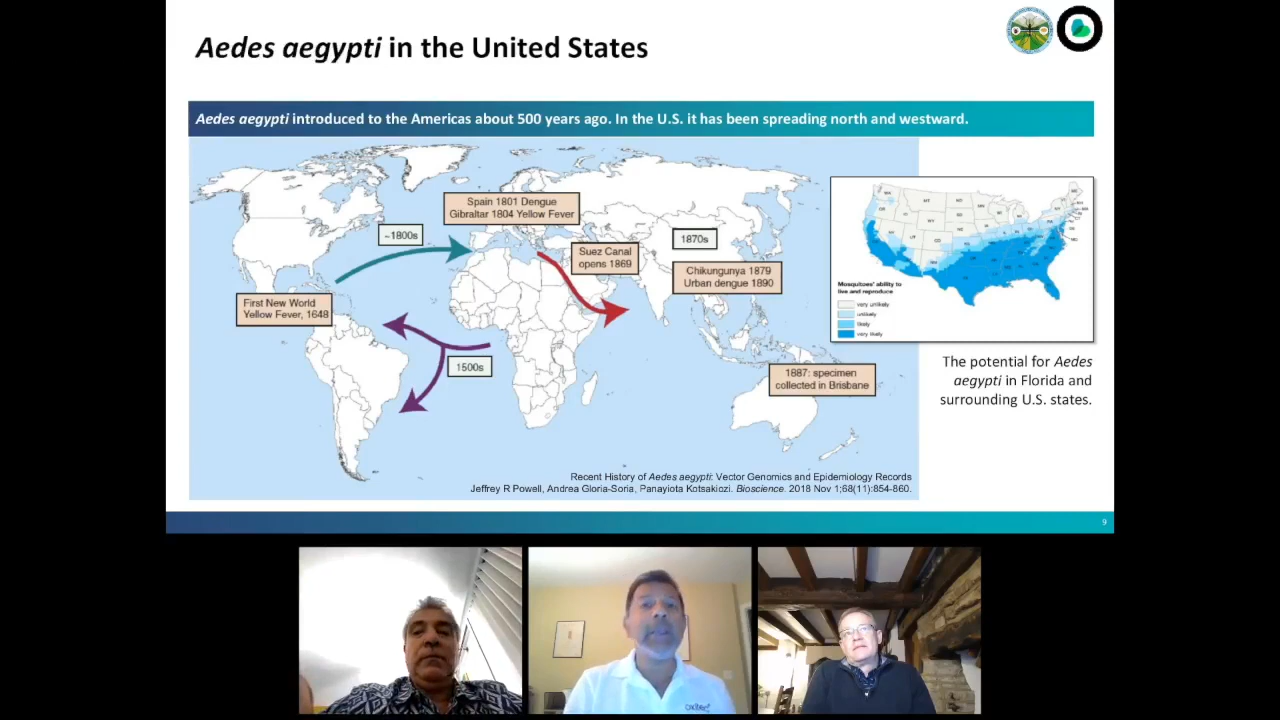 Aedes aegypti in the United States
Aedes aegypti introduced to the Americas about 500 years ago. In the U.S. it has been spreading north and westward.
Spain 1801 Dengue
Gibraltar 1804 Yellow Fever
~1800s
1870s
Suez Canal
opens 1869
Chikungunya 1879
Urban dengue 1890
First New World
Yellow Fever, 1648
1500s
1887: specimen
collected in Brisbane
Mosquitoes' ability to
live and reproduce
very unlikely
unlikely
likely
very likely
The potential for Aedes
aegypti in Florida and
surrounding U.S. states.
Recent History of Aedes aegypti: Vector Genomics and Epidemiology Records
Jeffrey R Powell, Andrea Gloria-Soria, Panayiota Kotsakiozi. Bioscience. 2018 Nov 1;68(11):854-860.
9